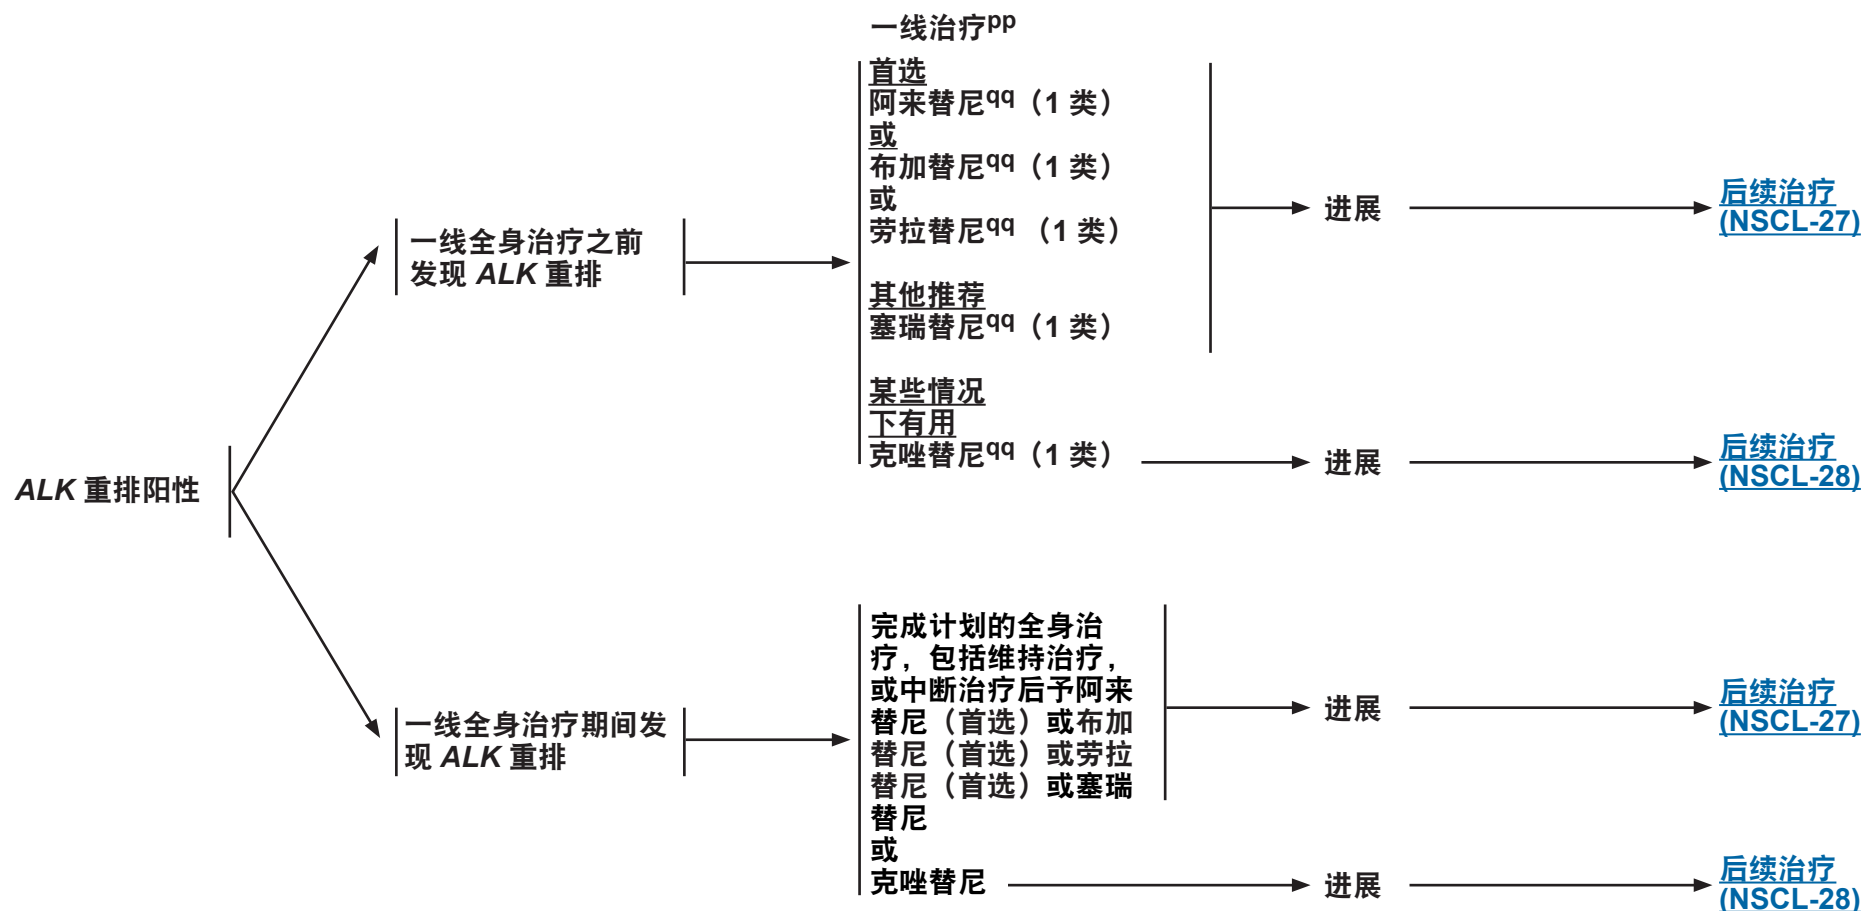 一线治疗pp
首选
阿来替尼qq（1 类）
或
布加替尼qq（1 类）
或
劳拉替尼qq （1 类）
其他推荐
塞瑞替尼qq（1 类）
某些情况
下有用
克唑替尼qq（1 类）
进展
后续治疗
(NSCL-27)
进展
后续治疗
(NSCL-28)
一线全身治疗之前
发现 ALK 重排
ALK 重排阳性
一线全身治疗期间发
现 ALK 重排
完成计划的全身治
疗，包括维持治疗，
或中断治疗后予阿来
替尼（首选）或布加
替尼（首选）或劳拉
替尼（首选）或塞瑞
替尼
或
克唑替尼
进展
后续治疗
(NSCL-27)
进展
后续治疗
(NSCL-28)